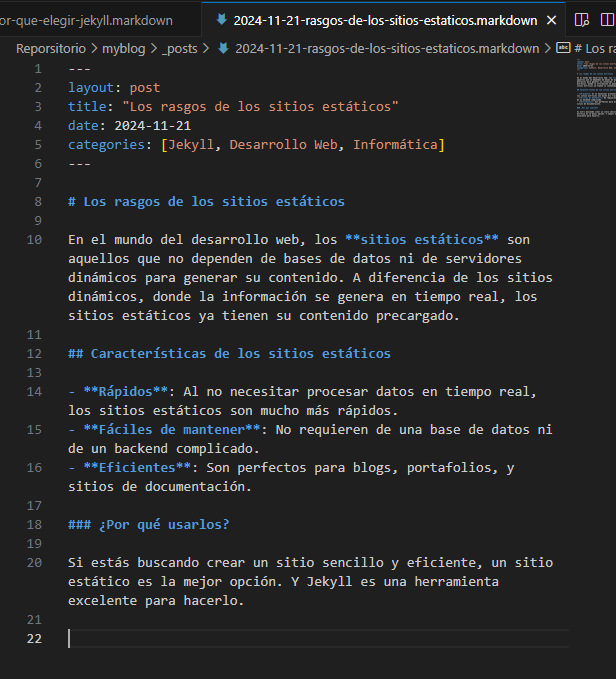 or-que-elegir-jekyll.markdown
2024-11-21-rasgos-de-los-sitios-estaticos.markdown
Reporsitorio > myblog > _posts > 2024-11-21-rasgos-de-los-sitios-estaticos.markdown > abc # Los ra
1 ---
2 layout: post
3 title: "Los rasgos de los sitios estáticos"
4 date: 2024-11-21
5 categories: [Jekyll, Desarrollo Web, Informática]
6 ---
7
8 # Los rasgos de los sitios estáticos
9
10 En el mundo del desarrollo web, los **sitios estáticos** son
aquellos que no dependen de bases de datos ni de servidores
dinámicos para generar su contenido. A diferencia de los sitios
dinámicos, donde la información se genera en tiempo real, los
sitios estáticos ya tienen su contenido precargado.
11
12 ## Características de los sitios estáticos
13
14 - **Rápidos**: Al no necesitar procesar datos en tiempo real,
los sitios estáticos son mucho más rápidos.
15 - **Fáciles de mantener**: No requieren de una base de datos ni
de un backend complicado.
16 - **Eficientes**: Son perfectos para blogs, portafolios, y
sitios de documentación.
17
18 ### ¿Por qué usarlos?
19
20 Si estás buscando crear un sitio sencillo y eficiente, un sitio
estático es la mejor opción. Y Jekyll es una herramienta
excelente para hacerlo.
21
22